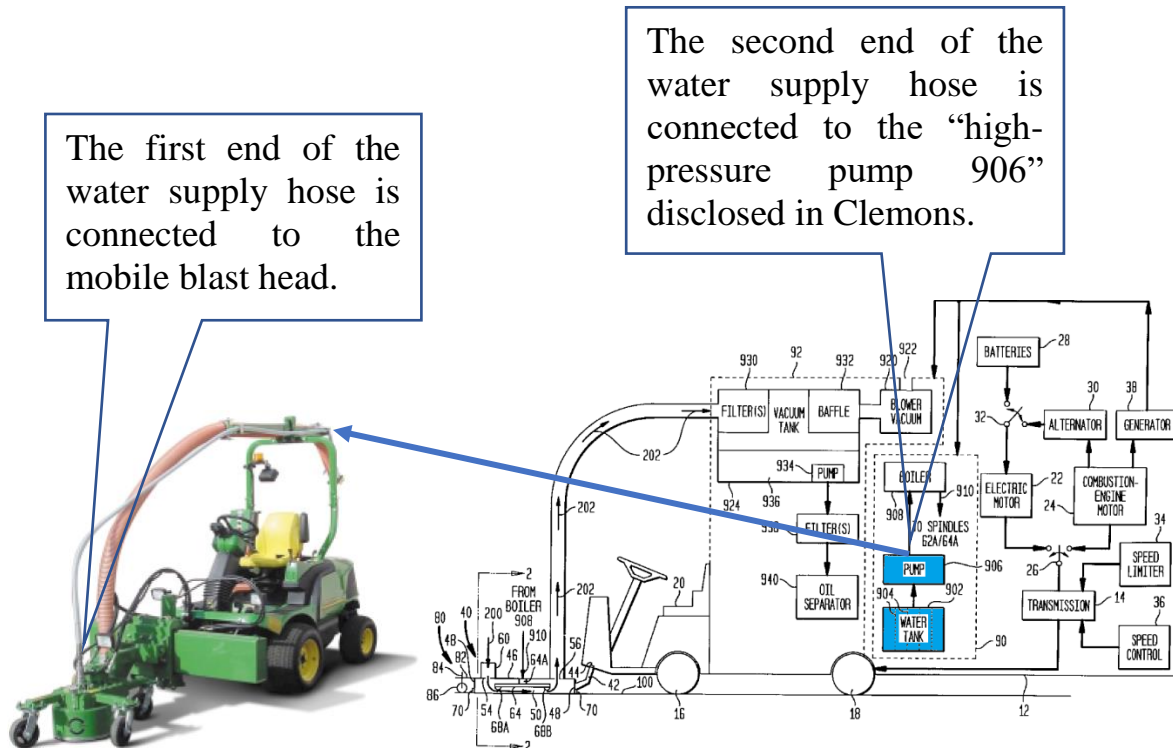 The first end of the
water supply hose is
connected to the
mobile blast head.
The second end of the
water supply hose is
connected to the “high-
pressure pump 906”
disclosed in Clemons.
92
930
932
920
922
FILTER(S)
VACUUM
TANK
BAFFLE
BLOWER
VACUUM
202
934
PUMP
924
936
FILTER(S)
940
OIL
SEPARATOR
BOILER
908
910
SPINDLES
62A/64A
PUMP
906
904
902
WATER
TANK
90
BATTERIES
28
30
38
32
ALTERNATOR
GENERATOR
22
ELECTRIC
MOTOR
24
COMBUSTION-
ENGINE
MOTOR
26
34
SPEED
LIMITER
TRANSMISSION
14
36
SPEED
CONTROL
202
202
20
2
FROM
BOILER
908
40
200
80
48
60
910
56
82
46
64A
84
44
86
42
100
70
54
64
50
48
70
68A
68B
2
16
18
12